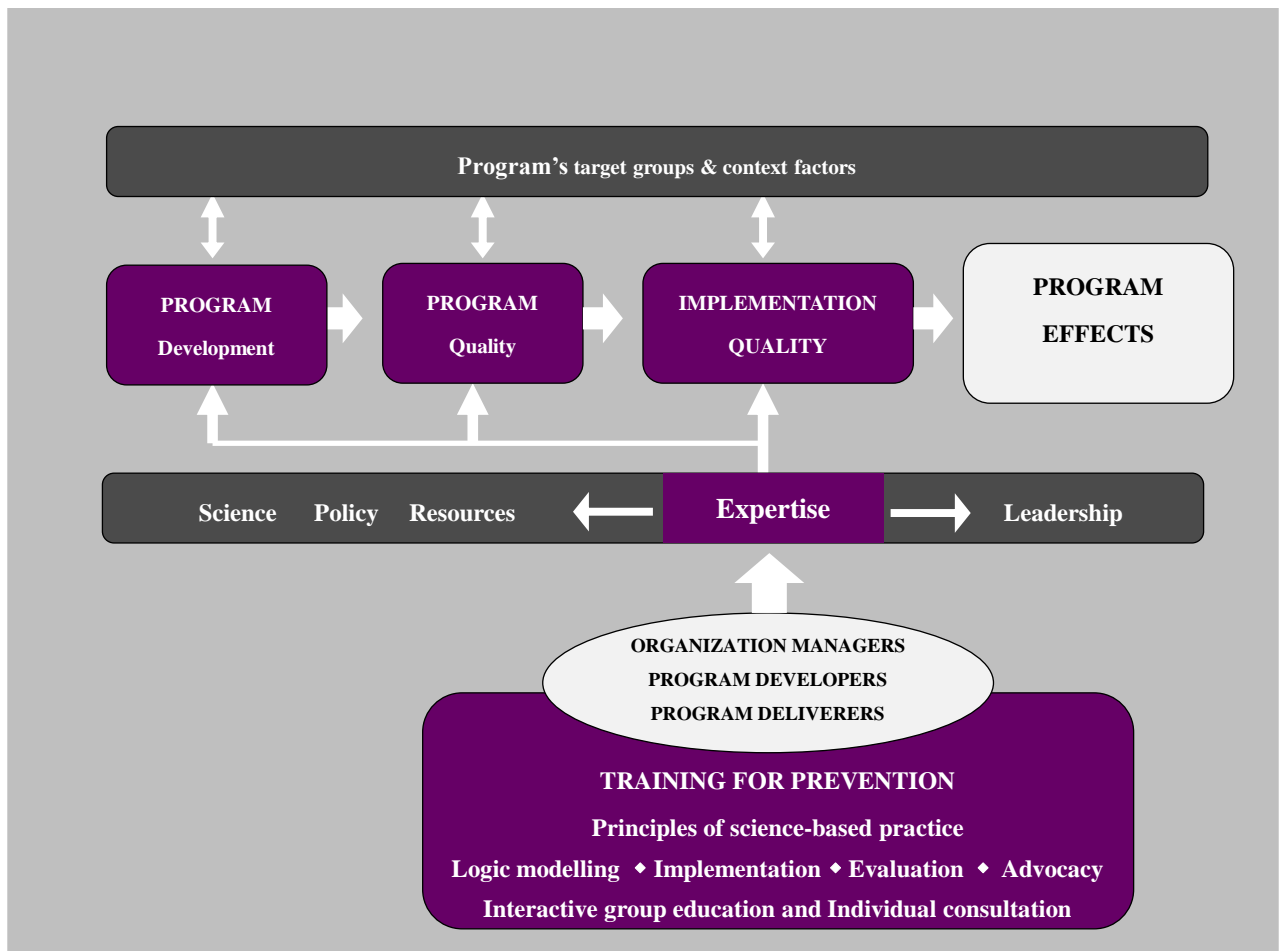 Program’s target groups & context factors
PROGRAM
Development
PROGRAM
Quality
IMPLEMENTATION
QUALITY
PROGRAM
EFFECTS
Science Policy Resources Expertise Leadership
ORGANIZATION MANAGERS
PROGRAM DEVELOPERS
PROGRAM DELIVERERS
TRAINING FOR PREVENTION
Principles of science-based practice
Logic modelling ◆ Implementation ◆ Evaluation ◆ Advocacy
Interactive group education and Individual consultation